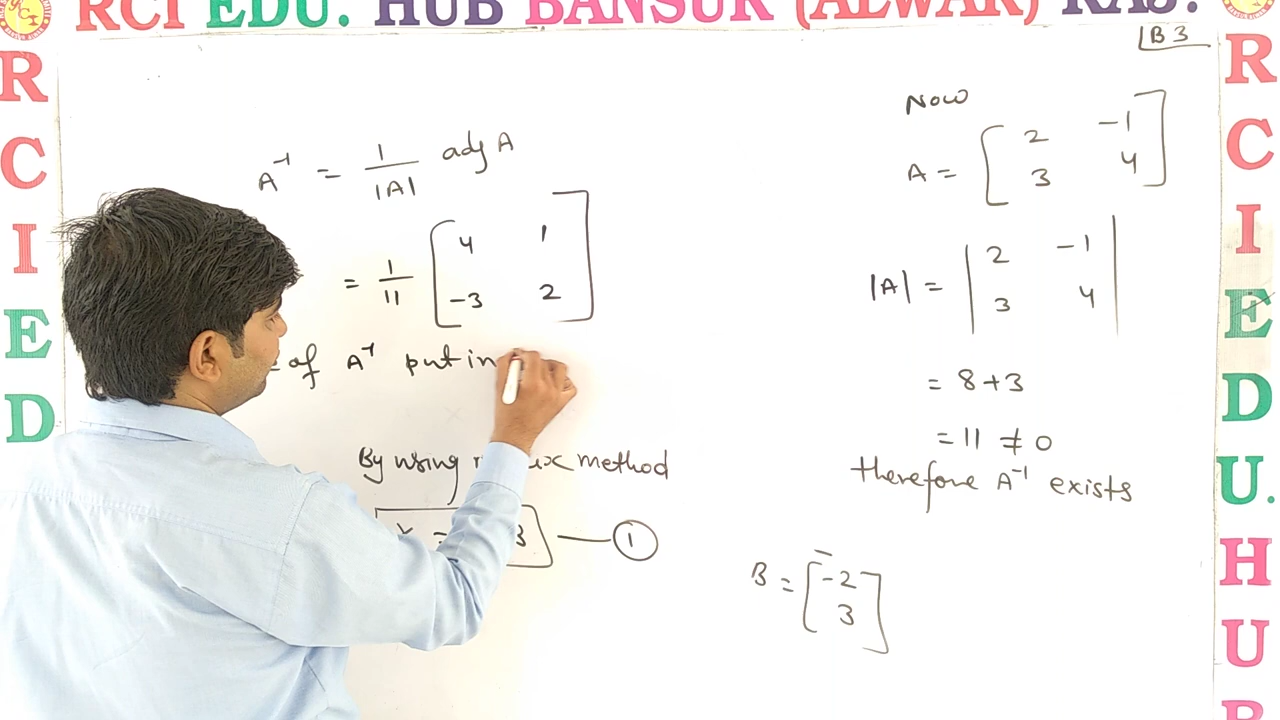 RCI EDU. HUB BANSUR (ALWAR) RAJ.
B3
A⁻¹ = 1/|A| adj A
= 1/11 [4 1
-3 2]
of A⁻¹ put in
By using method
①
Now
A = [2 -1
3 4]
|A| = |2 -1
3 4|
= 8+3
= 11 ≠ 0
therefore A⁻¹ exists
B = [-2
3]
R
C
I
E
D
R
C
I
E
D
U.
H
U
B